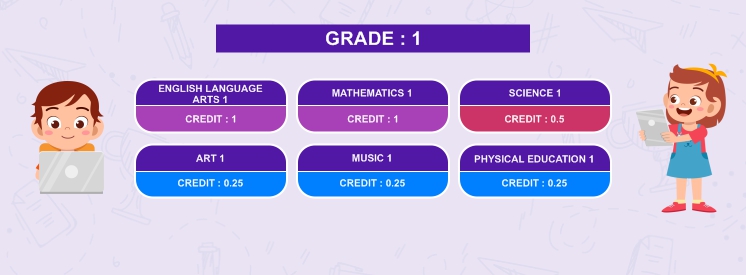 GRADE : 1
ENGLISH LANGUAGE
ARTS 1
CREDIT : 1
MATHEMATICS 1
CREDIT : 1
SCIENCE 1
CREDIT : 0.5
ART 1
CREDIT : 0.25
MUSIC 1
CREDIT : 0.25
PHYSICAL EDUCATION 1
CREDIT : 0.25